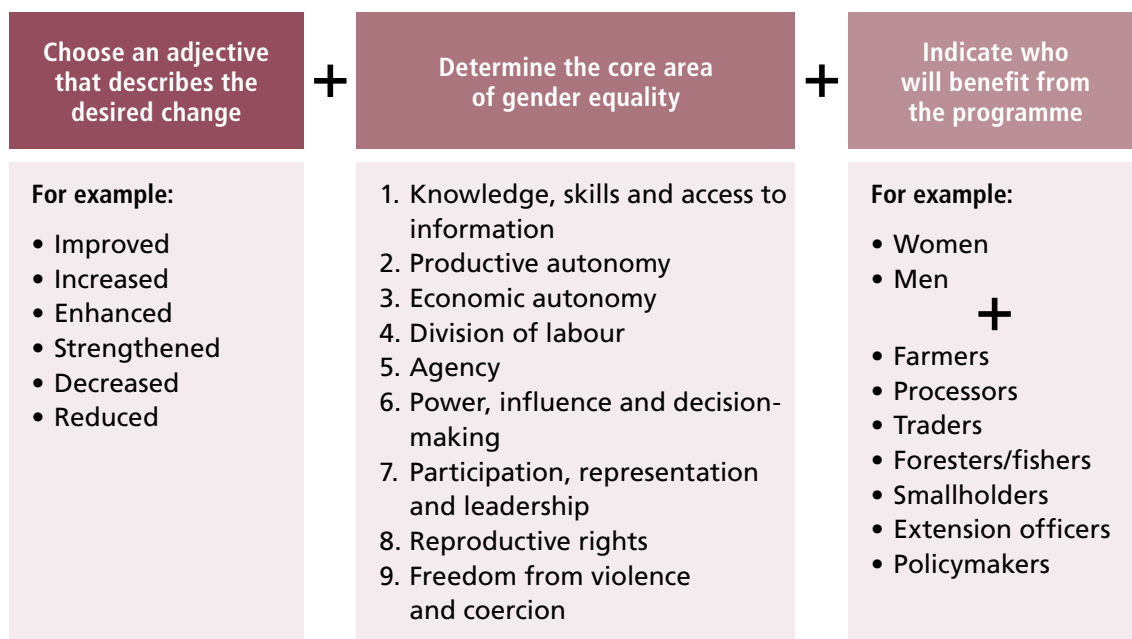 Choose an adjective
that describes the
desired change
+
Determine the core area
of gender equality
+
Indicate who
will benefit from
the programme
For example:
• Improved
• Increased
• Enhanced
• Strengthened
• Decreased
• Reduced
1. Knowledge, skills and access to
information
2. Productive autonomy
3. Economic autonomy
4. Division of labour
5. Agency
6. Power, influence and decision-
making
7. Participation, representation
and leadership
8. Reproductive rights
9. Freedom from violence
and coercion
For example:
• Women
• Men
+
• Farmers
• Processors
• Traders
• Foresters/fishers
• Smallholders
• Extension officers
• Policymakers